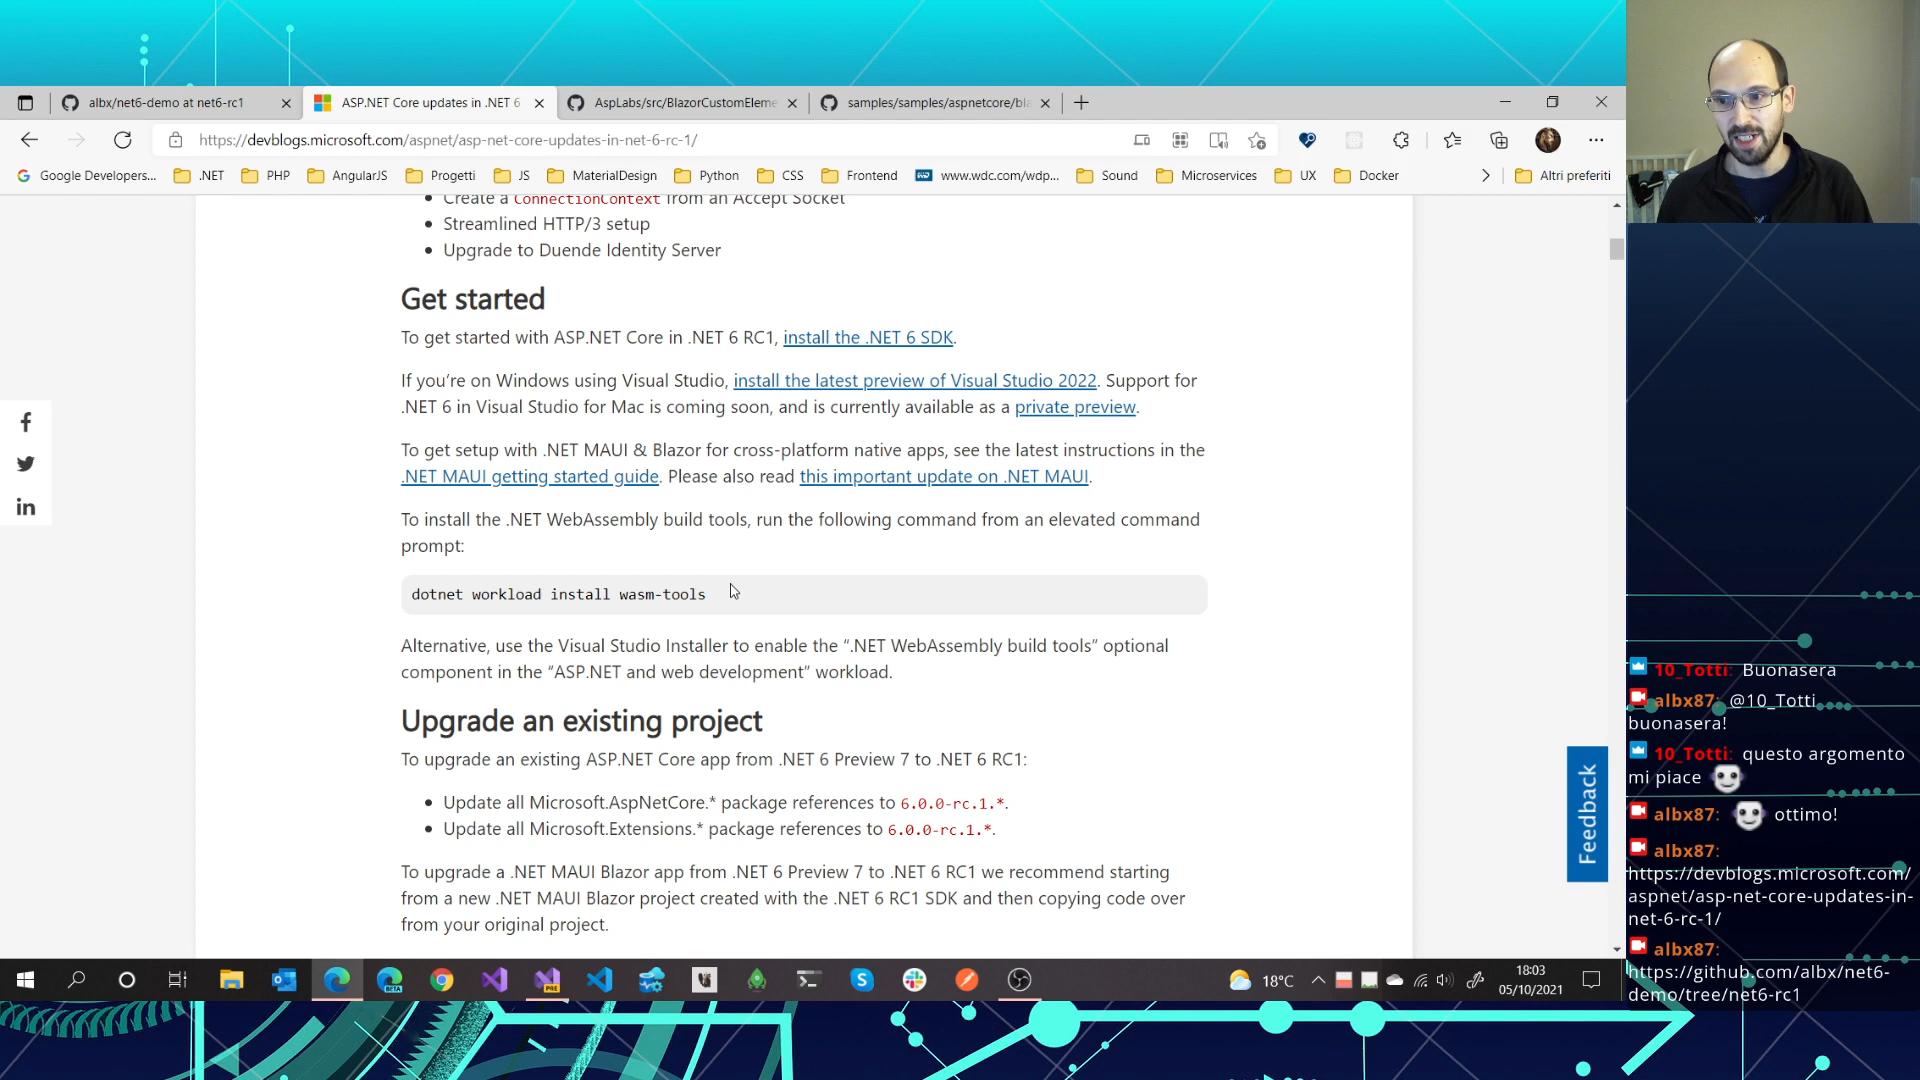 albx/net6-demo at net6-rc1
ASP.NET Core updates in .NET 6
AspLabs/src/BlazorCustomEleme
samples/samples/aspnetcore/bla
https://devblogs.microsoft.com/aspnet/asp-net-core-updates-in-net-6-rc-1/
Google Developers...
.NET
PHP
AngularJS
Progetti
JS
MaterialDesign
Python
CSS
Frontend
www.wdc.com/wdp...
Sound
Microservices
UX
Docker
Altri preferiti
Create a ConnectionContext from an Accept Socket
Streamlined HTTP/3 setup
Upgrade to Duende Identity Server
Get started
To get started with ASP.NET Core in .NET 6 RC1, install the .NET 6 SDK.
If you’re on Windows using Visual Studio, install the latest preview of Visual Studio 2022. Support for
.NET 6 in Visual Studio for Mac is coming soon, and is currently available as a private preview.
To get setup with .NET MAUI & Blazor for cross-platform native apps, see the latest instructions in the
.NET MAUI getting started guide. Please also read this important update on .NET MAUI.
To install the .NET WebAssembly build tools, run the following command from an elevated command
prompt:
dotnet workload install wasm-tools
Alternative, use the Visual Studio Installer to enable the “.NET WebAssembly build tools” optional
component in the “ASP.NET and web development” workload.
Upgrade an existing project
To upgrade an existing ASP.NET Core app from .NET 6 Preview 7 to .NET 6 RC1:
Update all Microsoft.AspNetCore.* package references to 6.0.0-rc.1.*.
Update all Microsoft.Extensions.* package references to 6.0.0-rc.1.*.
To upgrade a .NET MAUI Blazor app from .NET 6 Preview 7 to .NET 6 RC1 we recommend starting
from a new .NET MAUI Blazor project created with the .NET 6 RC1 SDK and then copying code over
from your original project.
Feedback
10_Totti: Buonasera
albx87: @10_Totti
buonasera!
10_Totti: questo argomento
mi piace
albx87: ottimo!
albx87:
https://devblogs.microsoft.com/
aspnet/asp-net-core-updates-in-
net-6-rc-1/
albx87:
https://github.com/albx/net6-
demo/tree/net6-rc1
BETA
PRE
18°C
18:03
05/10/2021